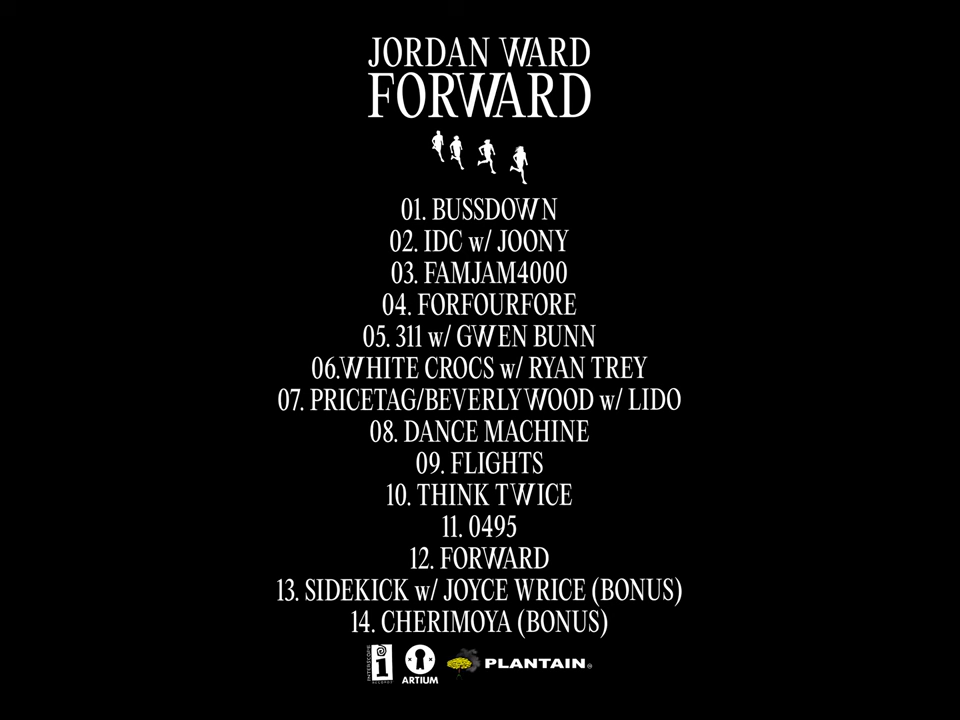 JORDAN WARD
FORWARD
01. BUSSDOWN
02. IDC w/ JOONY
03. FAMJAM4000
04. FORFOURFORE
05. 311 w/ GWEN BUNN
06.WHITE CROCS w/ RYAN TREY
07. PRICETAG/BEVERLYWOOD w/ LIDO
08. DANCE MACHINE
09. FLIGHTS
10. THINK TWICE
11. 0495
12. FORWARD
13. SIDEKICK w/ JOYCE WRICE (BONUS)
14. CHERIMOYA (BONUS)
INTERSCOPE
i
RECORDS
ARTIUM
PLANTAIN